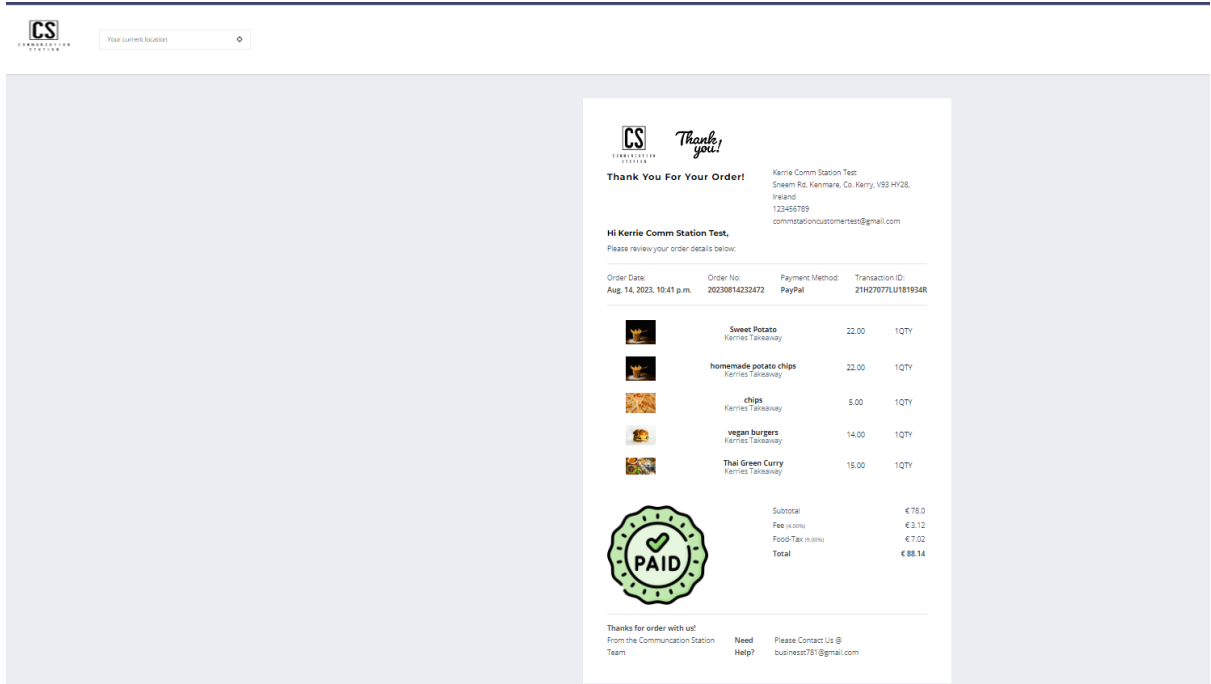 CS
COMMUNICATION
STATION
Your current location
CS
COMMUNICATION
STATION
Thank
you!
Thank You For Your Order!
Kerrie Comm Station Test
Sneem Rd, Kenmare, Co. Kerry, V93 HY28,
Ireland
123456789
commstationcustomertest@gmail.com
Hi Kerrie Comm Station Test,
Please review your order details below:
Order Date: Order No: Payment Method: Transaction ID:
Aug. 14, 2023, 10:41 p.m. 20230814232472 PayPal 21H27077LU181934R
Sweet Potato 22.00 1QTY
Kerries Takeaway
homemade potato chips 22.00 1QTY
Kerries Takeaway
chips 5.00 1QTY
Kerries Takeaway
vegan burgers 14.00 1QTY
Kerries Takeaway
Thai Green Curry 15.00 1QTY
Kerries Takeaway
Subtotal € 78.0
Fee (4.00%) € 3.12
Food-Tax (9.00%) € 7.02
Total € 88.14
PAID
Thanks for order with us!
From the Communcation Station
Team
Need
Help?
Please Contact Us @
businesst781@gmail.com